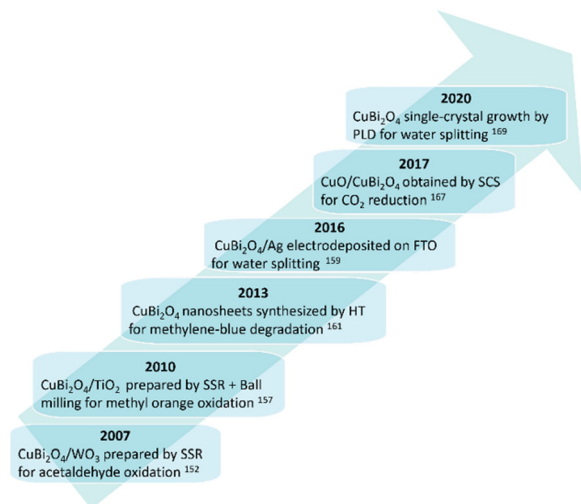 2020
CuBi₂O₄ single-crystal growth by
PLD for water splitting ¹⁶⁹
2017
CuO/CuBi₂O₄ obtained by SCS
for CO₂ reduction ¹⁶⁷
2016
CuBi₂O₄/Ag electrodeposited on FTO
for water splitting ¹⁵⁹
2013
CuBi₂O₄ nanosheets synthesized by HT
for methylene-blue degradation ¹⁶¹
2010
CuBi₂O₄/TiO₂ prepared by SSR + Ball
milling for methyl orange oxidation ¹⁵⁷
2007
CuBi₂O₄/WO₃ prepared by SSR
for acetaldehyde oxidation ¹⁵²